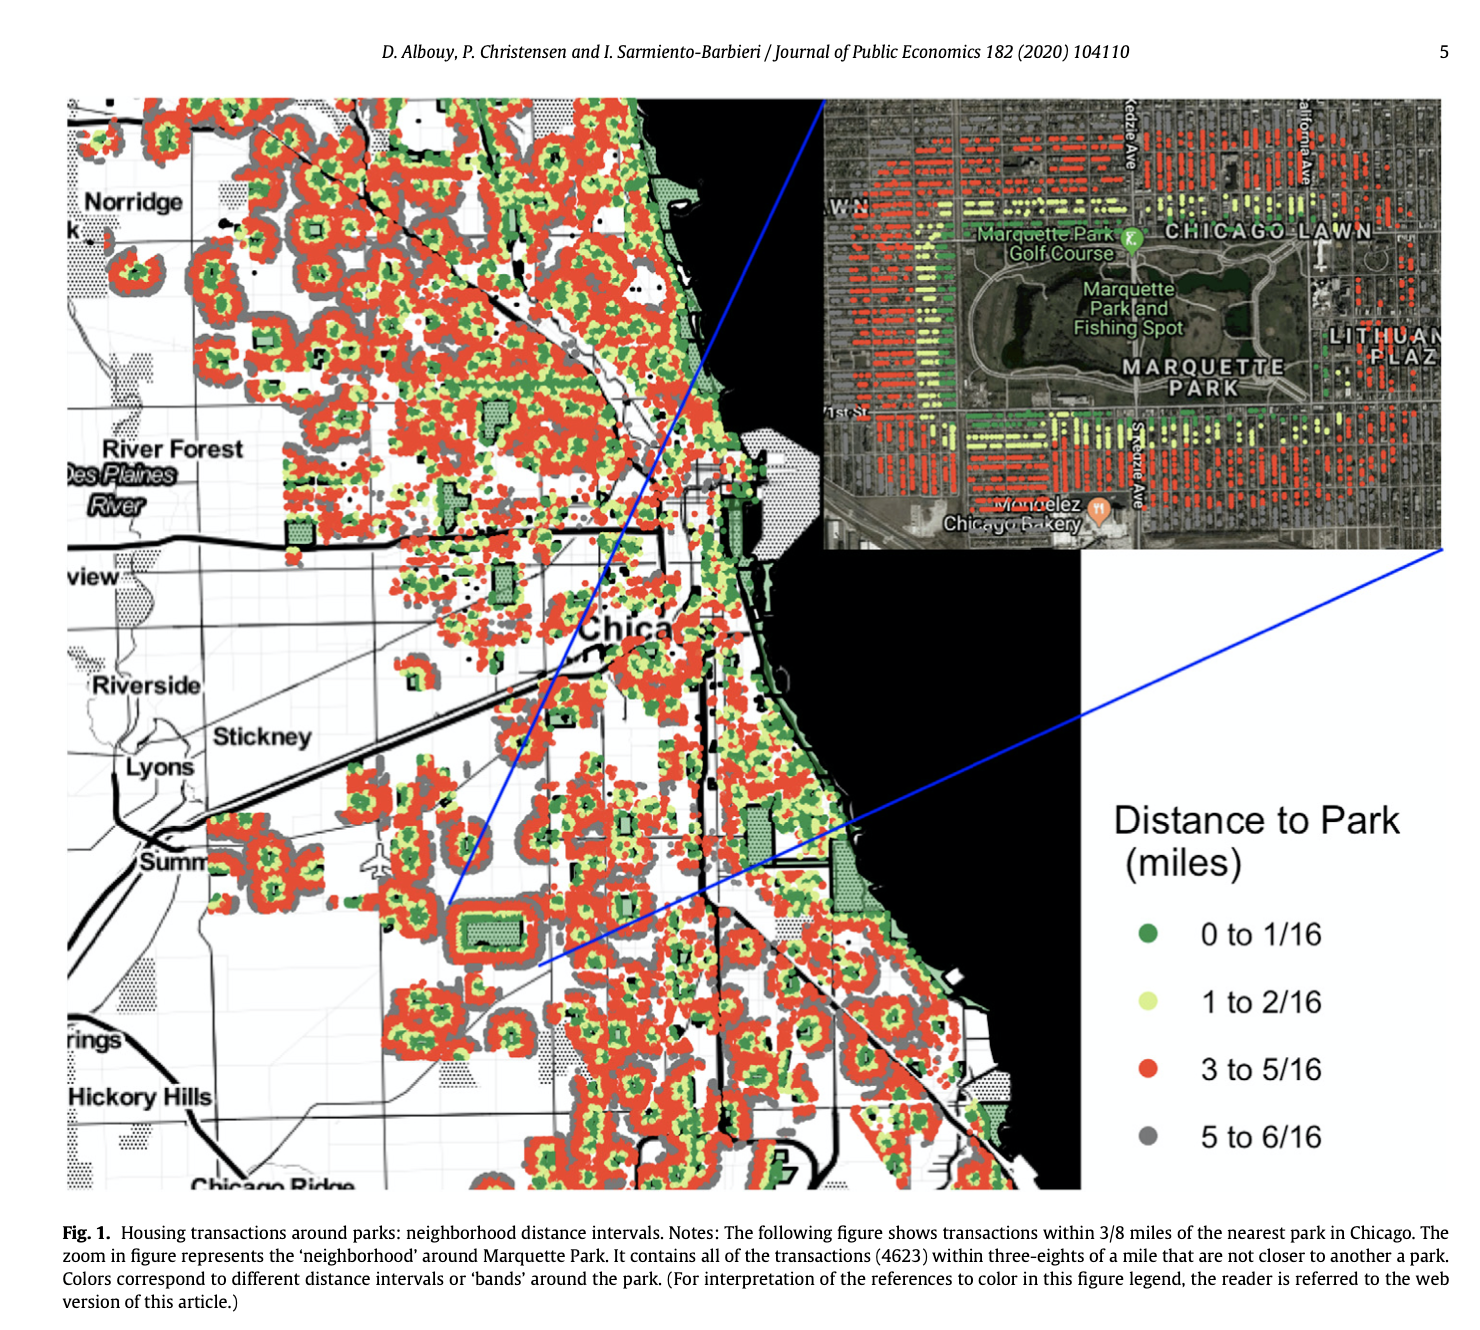 D. Albouy, P. Christensen and I. Sarmiento-Barbieri / Journal of Public Economics 182 (2020) 104110
5
Norridge
k
River Forest
Des Plaines
River
view
Chica
Riverside
Stickney
Lyons
Summ
rings
Hickory Hills
Chicago Ridge
Kedzie Ave
California Ave
WN
CHICAGO LAWN
Marquette Park
Golf Course
Marquette
Park and
Fishing Spot
LITHUAN
PLAZ
MARQUETTE
PARK
71st St
S Kedzie Ave
Mondelez
Chicago Bakery
Distance to Park
(miles)
0 to 1/16
1 to 2/16
3 to 5/16
5 to 6/16
Fig. 1. Housing transactions around parks: neighborhood distance intervals. Notes: The following figure shows transactions within 3/8 miles of the nearest park in Chicago. The
zoom in figure represents the ‘neighborhood’ around Marquette Park. It contains all of the transactions (4623) within three-eights of a mile that are not closer to another a park.
Colors correspond to different distance intervals or ‘bands’ around the park. (For interpretation of the references to color in this figure legend, the reader is referred to the web
version of this article.)